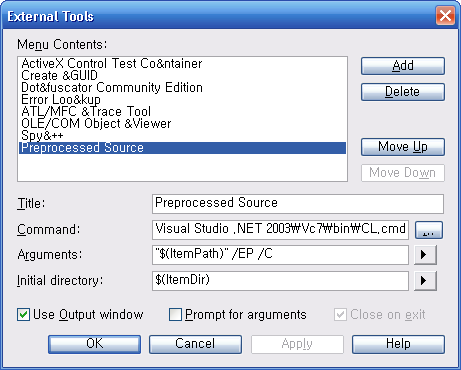 External Tools
Menu Contents:
ActiveX Control Test Co&ntainer
Add
Create &GUID
Dot&fuscator Community Edition
Delete
Error Loo&kup
ATL/MFC &Trace Tool
OLE/COM Object &Viewer
Spy&++
Preprocessed Source
Move Up
Move Down
Title:
Preprocessed Source
Command:
Visual Studio .NET 2003₩Vc7₩bin₩CL.cmd
...
Arguments:
"$(ItemPath)" /EP /C
Initial directory:
$(ItemDir)
Use Output window
Prompt for arguments
Close on exit
OK
Cancel
Apply
Help